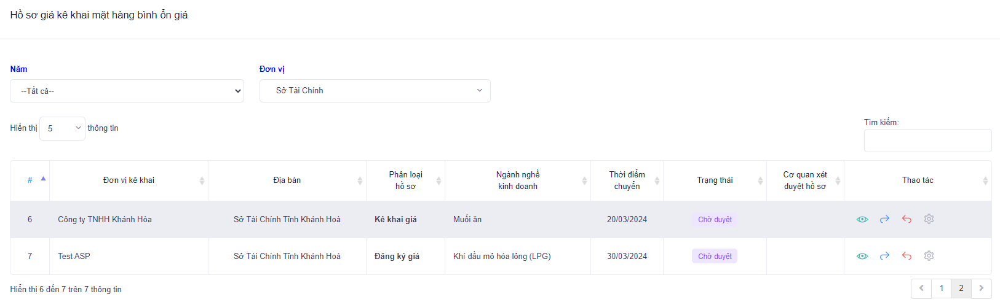 Hồ sơ giá kê khai mặt hàng bình ổn giá
Năm
Đơn vị
--Tất cả--
Sở Tài Chính
Hiển thị 5 thông tin
Tìm kiếm:
# Đơn vị kê khai Địa bàn Phân loại hồ sơ Ngành nghề kinh doanh Thời điểm chuyển Trạng thái Cơ quan xét duyệt hồ sơ Thao tác
6 Công ty TNHH Khánh Hòa Sở Tài Chính Tỉnh Khánh Hoà Kê khai giá Muối ăn 20/03/2024 Chờ duyệt
7 Test ASP Sở Tài Chính Tỉnh Khánh Hoà Đăng ký giá Khí dầu mỏ hóa lỏng (LPG) 30/03/2024 Chờ duyệt
Hiển thị 6 đến 7 trên 7 thông tin
1 2